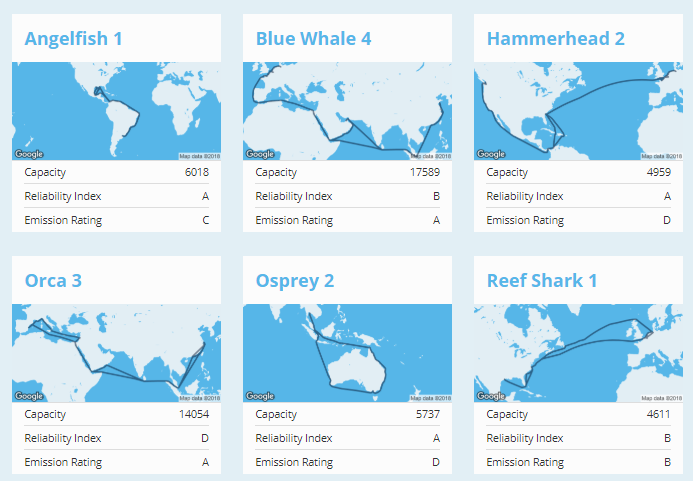 Angelfish 1
Google
Map data ©2018
Capacity 6018
Reliability Index A
Emission Rating C
Blue Whale 4
Google
Map data ©2018
Capacity 17589
Reliability Index B
Emission Rating A
Hammerhead 2
Google
Map data ©2018
Capacity 4959
Reliability Index A
Emission Rating D
Orca 3
Google
Map data ©2018
Capacity 14054
Reliability Index D
Emission Rating A
Osprey 2
Google
Map data ©2018
Capacity 5737
Reliability Index A
Emission Rating D
Reef Shark 1
Google
Map data ©2018
Capacity 4611
Reliability Index B
Emission Rating B